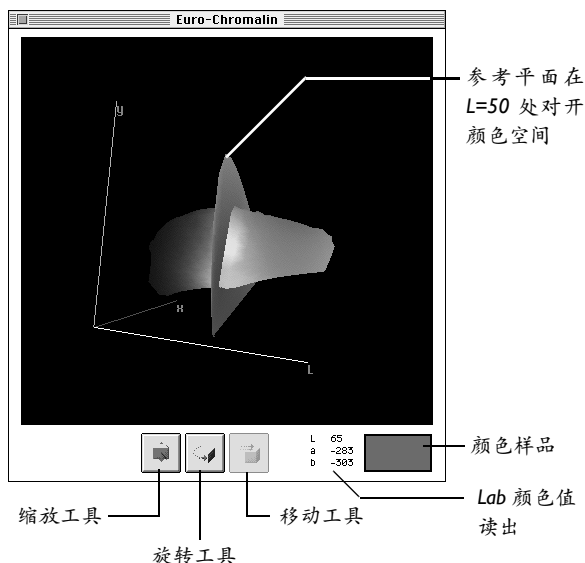 Euro-Chromalin
参考平面在
L=50 处对开
颜色空间
y
x
L
L 65
a -283
b -303
颜色样品
Lab 颜色值
读出
缩放工具
移动工具
旋转工具